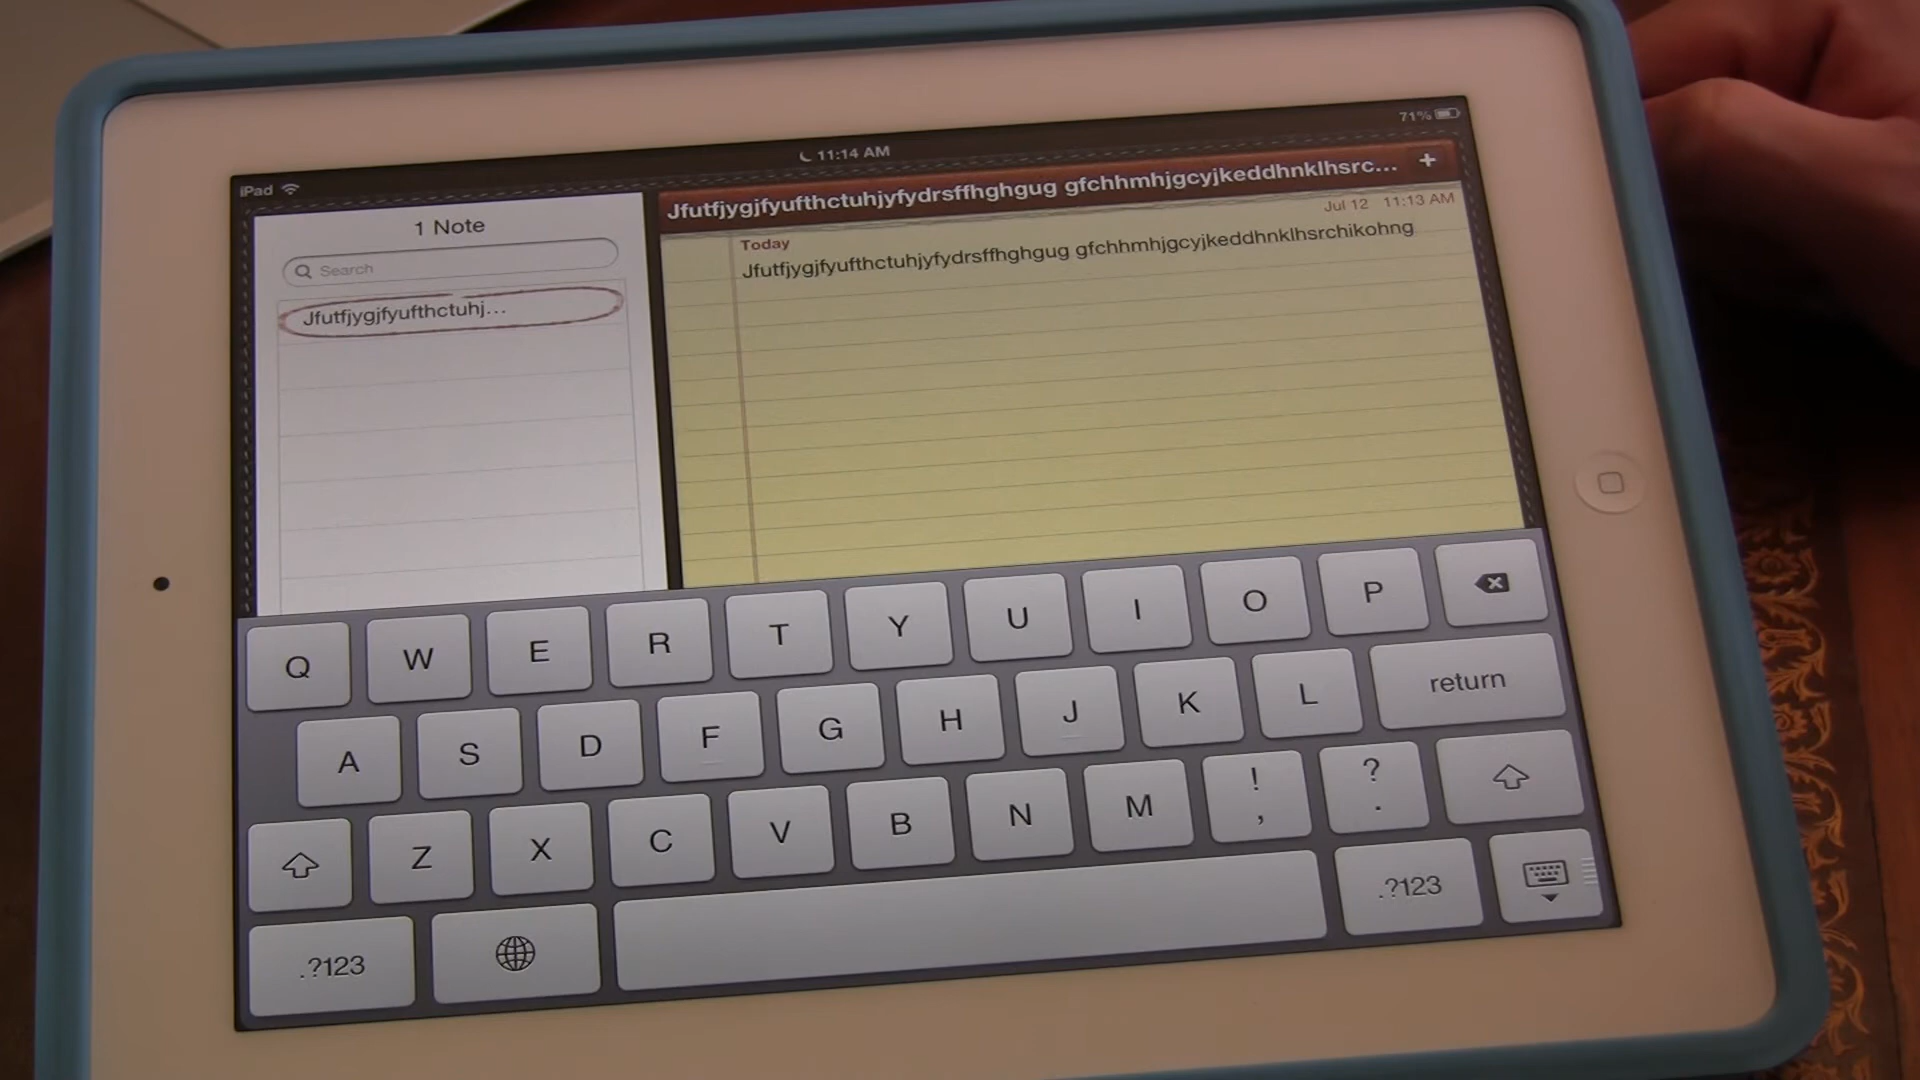 iPad 11:14 AM 71%
1 Note
Search
Jfutfjygjfyufthctuhj...
Jfutfjygjfyufthctuhjyfydrsffhghgug gfchhmhjgcyjkeddhnklhsrc... +
Today Jul 12 11:13 AM
Jfutfjygjfyufthctuhjyfydrsffhghgug gfchhmhjgcyjkeddhnklhsrchikohng
Q W E R T Y U I O P
A S D F G H J K L return
Z X C V B N M ! , ? .
.?123 .?123